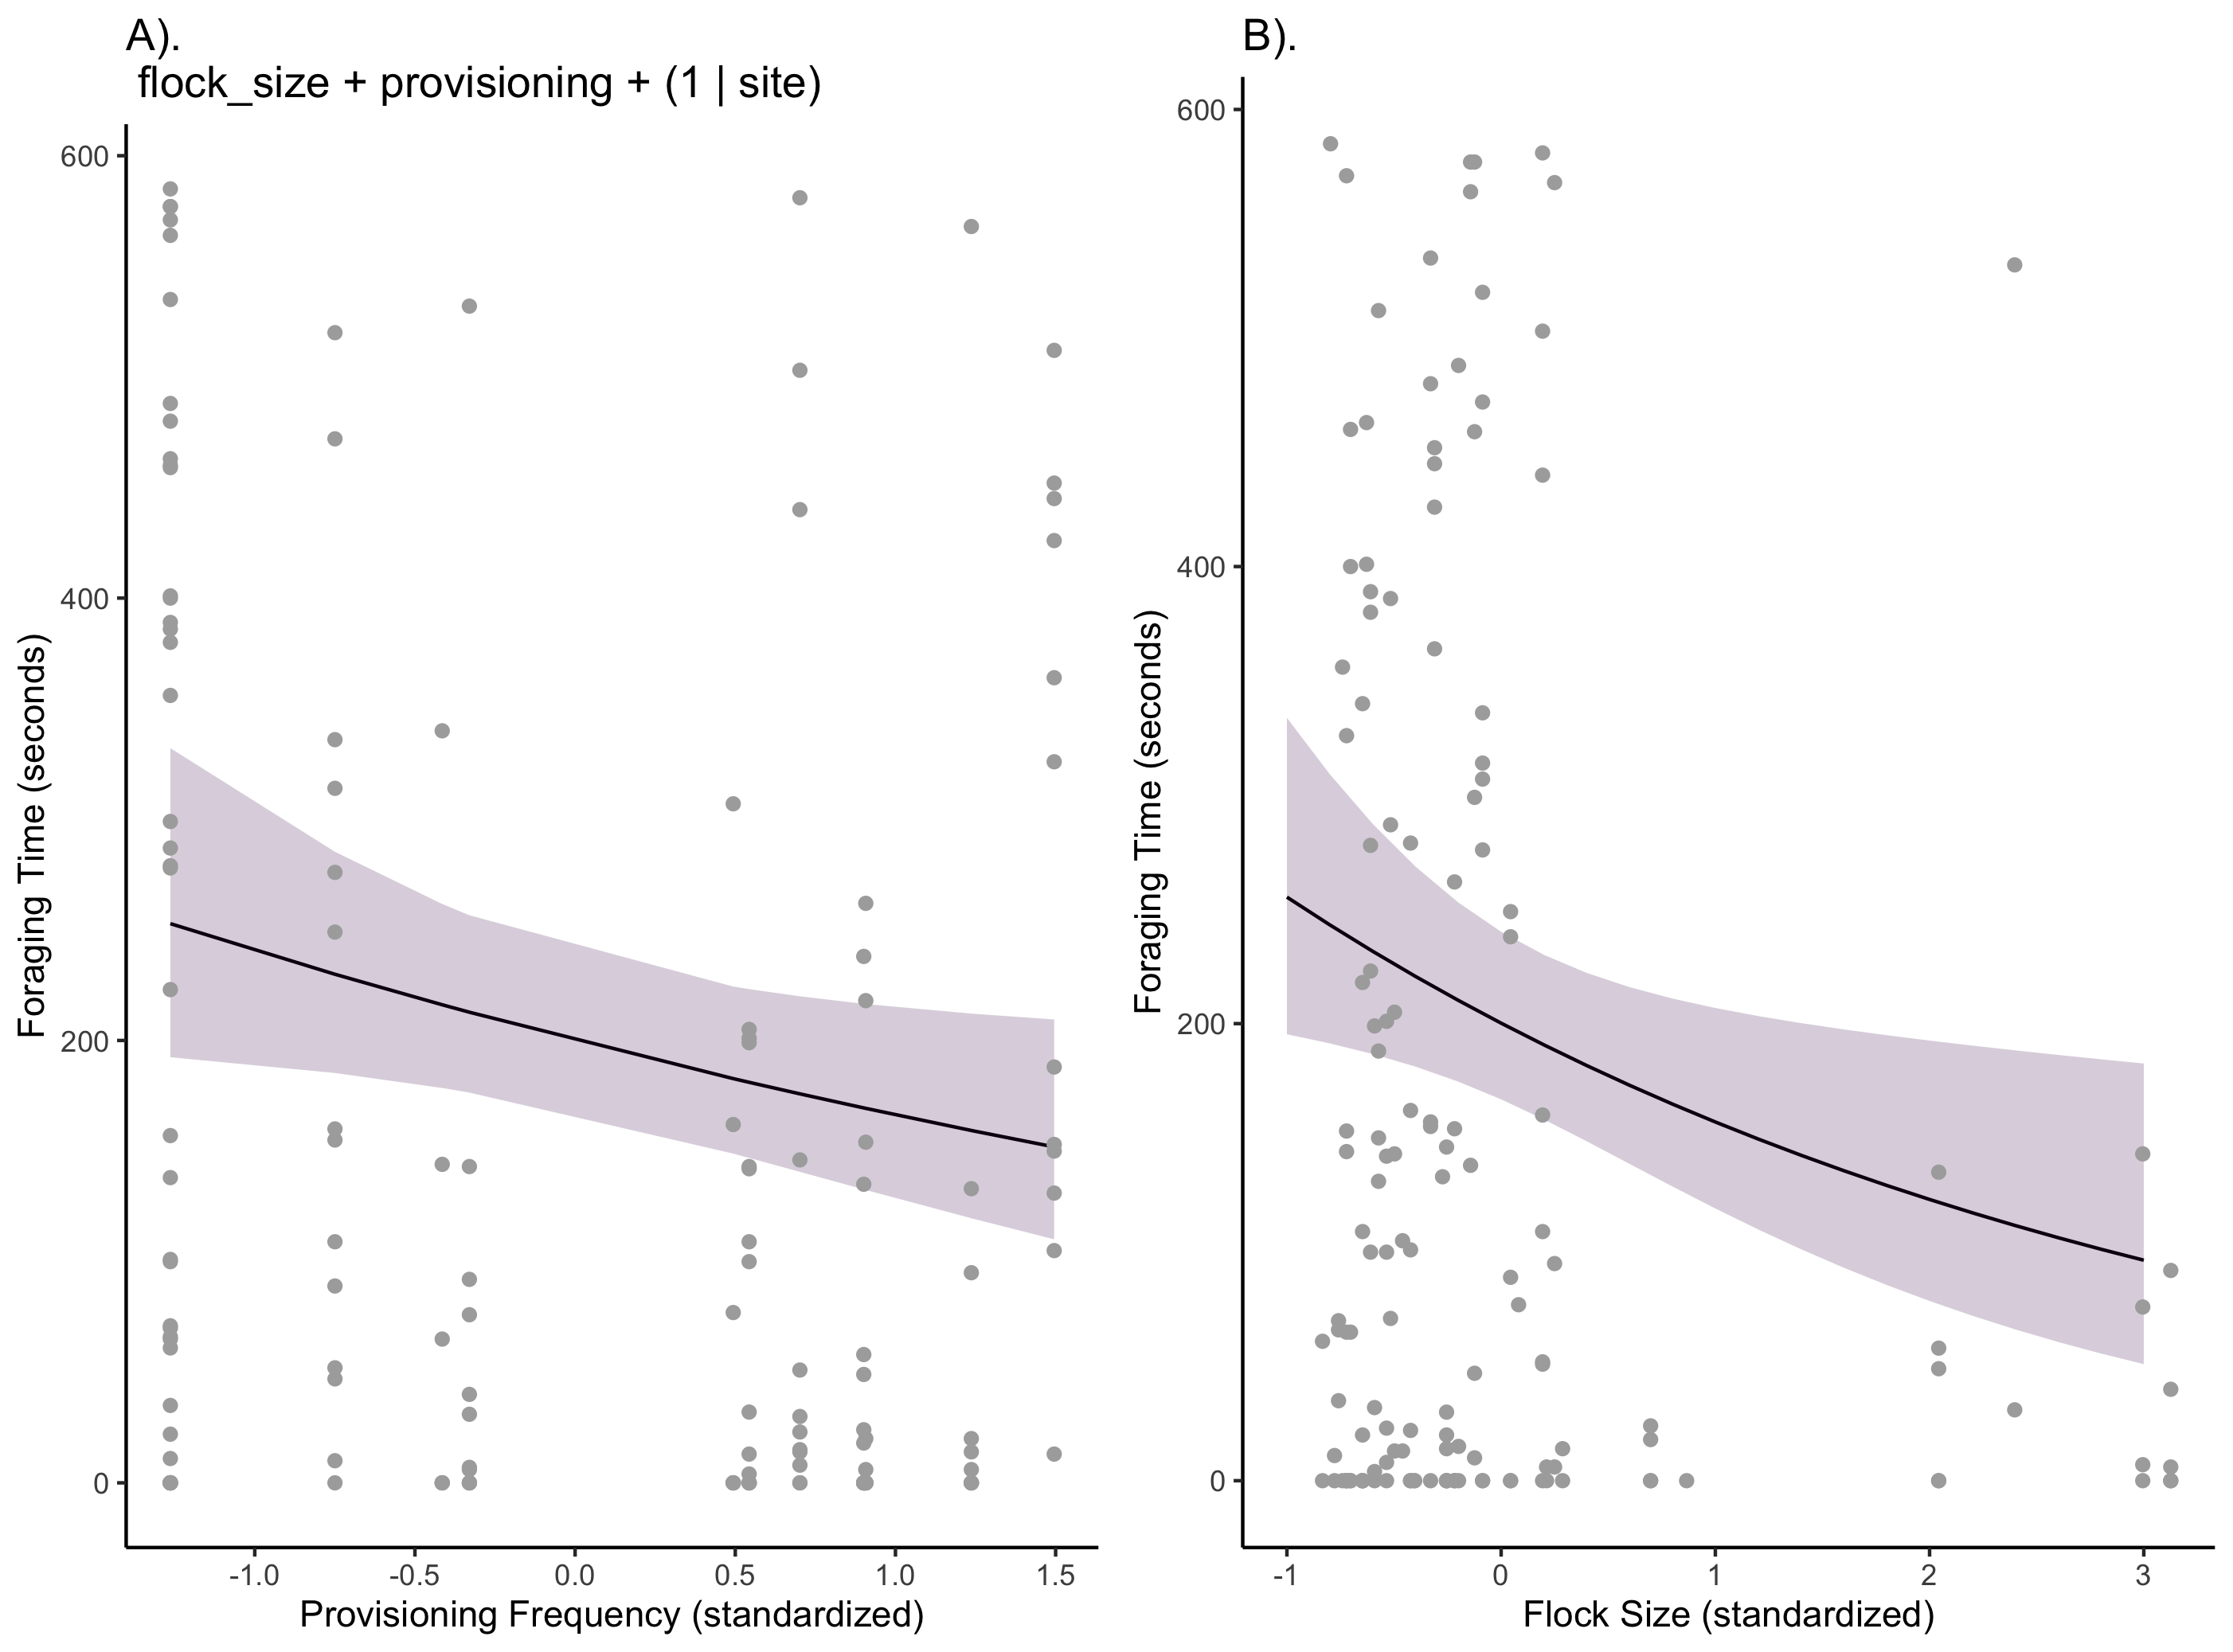 A).
flock_size + provisioning + (1 | site)
600
400
200
0
Foraging Time (seconds)
-1.0 -0.5 0.0 0.5 1.0 1.5
Provisioning Frequency (standardized)
B).
600
400
200
0
Foraging Time (seconds)
-1 0 1 2 3
Flock Size (standardized)